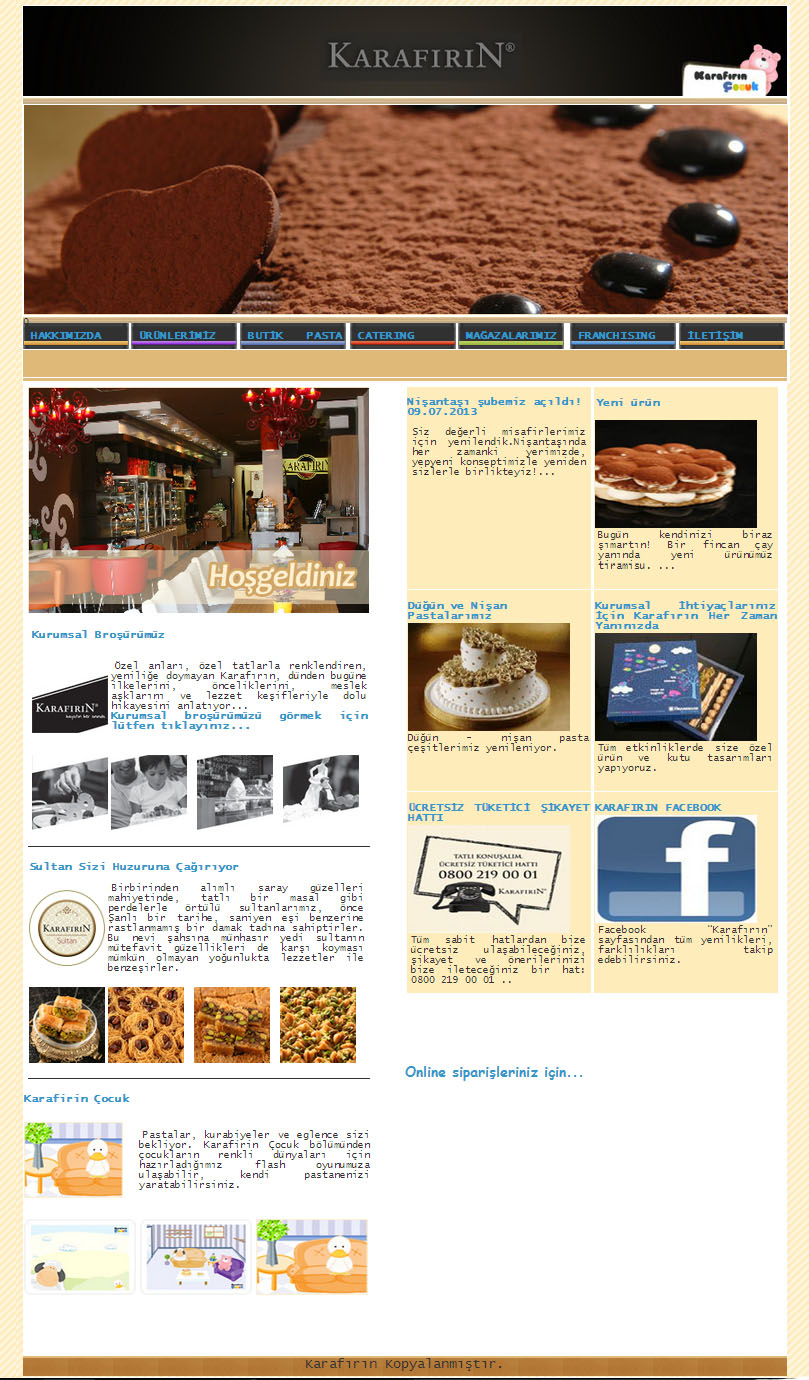 KARAFIRIN®
Karafırın
Çocuk
HAKKIMIZDA
ÜRÜNLERİMİZ
BUTİK PASTA
CATERING
MAĞAZALARIMIZ
FRANCHISING
İLETİŞİM
KARAFIRIN
Hoşgeldiniz
Kurumsal Broşürümüz
KARAFIRIN
Özel anları, özel tatlarla renklendiren,
yeniliğe doymayan Karafırın, dünden bugüne
ilkelerini, önceliklerini, meslek
aşklarını ve lezzet keşifleriyle dolu
hikayesini anlatıyor...
Kurumsal broşürümüzü görmek için
lütfen tıklayınız...
Sultan Sizi Huzuruna Çağırıyor
KARAFIRIN
Sultan
Birbirinden alımlı saray güzelleri
mahiyetinde, tatlı bir masal gibi
perdelerle örtülü sultanlarımız, önce
Şanlı bir tarihe, saniyen eşi benzerine
rastlanmamış bir damak tadına sahiptirler.
Bu nevi şahsına münhasır yedi sultanın
mütefavit güzellikleri de karşı koyması
mümkün olmayan yoğunlukta lezzetler ile
benzeşirler.
Karafirin Çocuk
Pastalar, kurabiyeler ve eglence sizi
bekliyor. Karafirin Çocuk bölümünden
çocukların renkli dünyaları için
hazırladığımız flash oyunumuza
ulaşabilir, kendi pastanenizi
yaratabilirsiniz.
Nişantaşı şubemiz açıldı!
09.07.2013
Siz değerli misafirlerimiz
için yenilendik.Nişantaşında
her zamanki yerimizde,
yepyeni konseptimizle yeniden
sizlerle birlikteyiz!...
Yeni ürün
Bugün kendinizi biraz
şımartın! Bir fincan çay
yanında yeni ürünümüz
tiramisu. ...
Düğün ve Nişan
Pastalarımız
Düğün - nişan pasta
çeşitlerimiz yenileniyor.
Kurumsal İhtiyaçlarınız
İçin Karafırın Her Zaman
Yanınızda
Tüm etkinliklerde size özel
ürün ve kutu tasarımları
yapıyoruz.
ÜCRETSİZ TÜKETİCİ ŞİKAYET
HATTI
TATLI KONUŞALIM.
ÜCRETSİZ TÜKETİCİ HATTI
0800 219 00 01
KARAFIRIN®
Tüm sabit hatlardan bize
ücretsiz ulaşabileceğiniz,
şikayet ve önerilerinizi
bize ileteceğiniz bir hat:
0800 219 00 01 ..
KARAFIRIN FACEBOOK
f
Facebook "Karafırın"
sayfasından tüm yenilikleri,
farklılıkları takip
edebilirsiniz.
Online siparişleriniz için...
Karafırın Kopyalanmıştır.